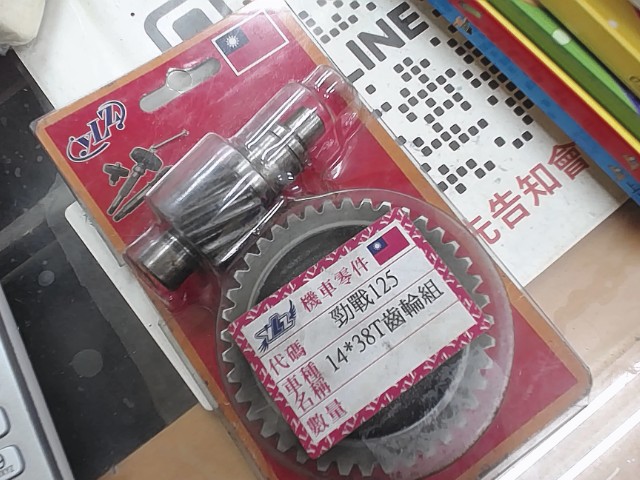 LINE
先告知會
機車零件
代碼
車種 勁戰125
名稱 14*38T齒輪組
數量